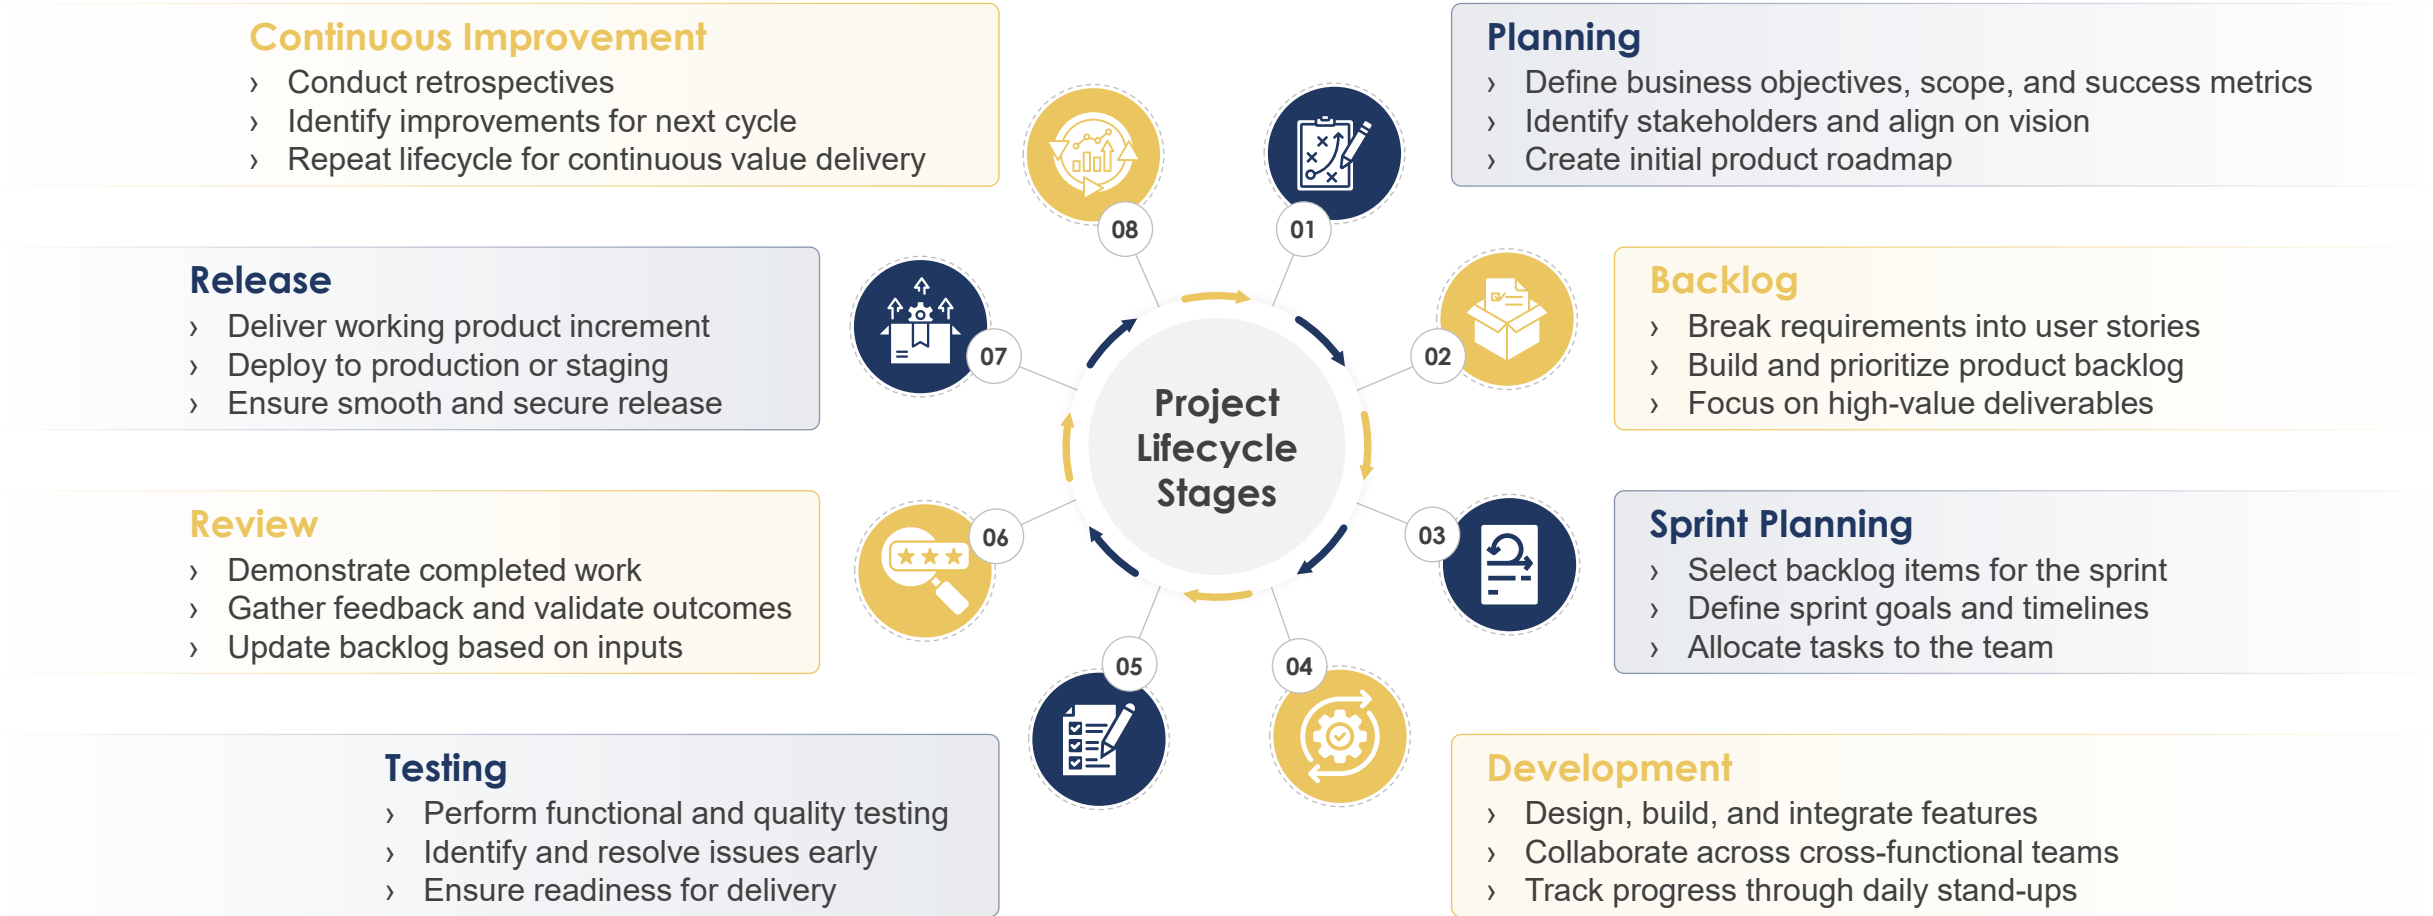 Project
Lifecycle
Stages
01
Planning
› Define business objectives, scope, and success metrics
› Identify stakeholders and align on vision
› Create initial product roadmap
02
Backlog
› Break requirements into user stories
› Build and prioritize product backlog
› Focus on high-value deliverables
03
Sprint Planning
› Select backlog items for the sprint
› Define sprint goals and timelines
› Allocate tasks to the team
04
Development
› Design, build, and integrate features
› Collaborate across cross-functional teams
› Track progress through daily stand-ups
05
Testing
› Perform functional and quality testing
› Identify and resolve issues early
› Ensure readiness for delivery
06
Review
› Demonstrate completed work
› Gather feedback and validate outcomes
› Update backlog based on inputs
07
Release
› Deliver working product increment
› Deploy to production or staging
› Ensure smooth and secure release
08
Continuous Improvement
› Conduct retrospectives
› Identify improvements for next cycle
› Repeat lifecycle for continuous value delivery